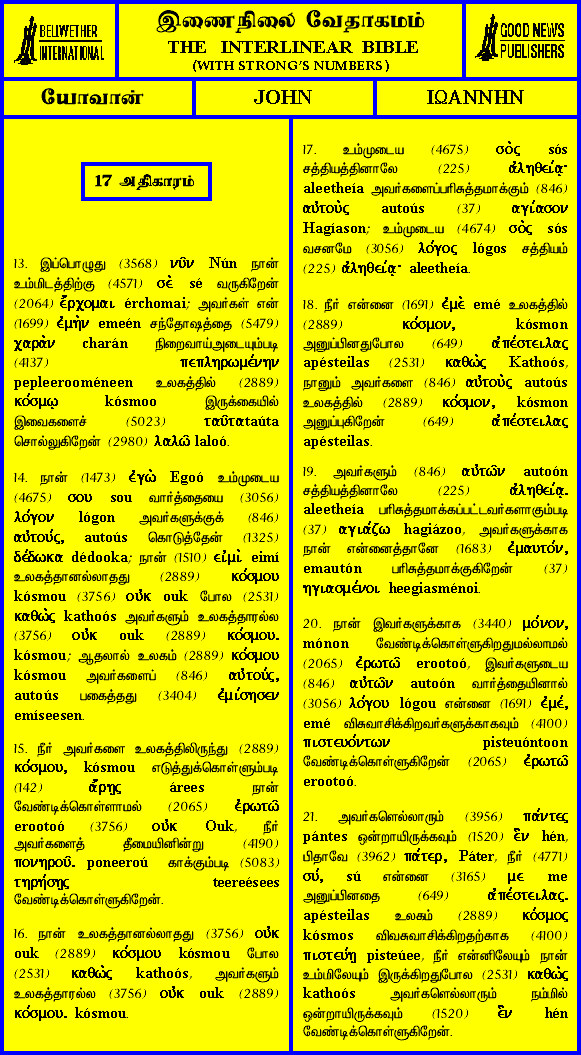 BELLWETHER
INTERNATIONAL
இணைநிலை வேதாகமம்
THE INTERLINEAR BIBLE
(WITH STRONG'S NUMBERS)
GOOD NEWS
PUBLISHERS
யோவான்
JOHN
ΙΩΑΝΝΗΝ
17 அதிகாரம்
13. இப்பொழுது (3568) νῦν Nún நான்
உம்மிடத்திற்கு (4571) σὲ sé வருகிறேன்
(2064) ἔρχομαι érchomai; அவர்கள் என்
(1699) ἐμὴν emeén சந்தோஷத்தை (5479)
χαρὰν charán நிறைவாய்அடையும்படி
(4137) πεπληρωμένην
pepleerooméneen உலகத்தில் (2889)
κόσμῳ kósmoo இருக்கையில்
இவைகளைச் (5023) ταῦταtaúta
சொல்லுகிறேன் (2980) λαλῶ laloó.
14. நான் (1473) ἐγὼ Egoó உம்முடைய
(4675) σου sou வார்த்தையை (3056)
λόγον lógon அவர்களுக்குக் (846)
αὐτούς, autoús கொடுத்தேன் (1325)
δέδωκα dédooka; நான் (1510) εἰμὶ eimí
உலகத்தானல்லாதது (2889) κόσμου
kósmou (3756) οὐκ ouk போல (2531)
καθὼς kathoós அவர்களும் உலகத்தாரல்ல
(3756) οὐκ ouk (2889) κόσμου.
kósmou; ஆதலால் உலகம் (2889) κόσμου
kósmou அவர்களைப் (846) αὐτούς,
autoús பகைத்தது (3404) ἐμίσησεν
emíseesen.
15. நீர் அவர்களை உலகத்திலிருந்து (2889)
κόσμου, kósmou எடுத்துக்கொள்ளும்படி
(142) ἄρῃς árees நான்
வேண்டிக்கொள்ளாமல் (2065) ἐρωτῶ
erootoó (3756) οὐκ Ouk, நீர்
அவர்களைத் தீமையினின்று (4190)
πονηροῦ. poneeroú காக்கும்படி (5083)
τηρήσῃς teereésees
வேண்டிக்கொள்ளுகிறேன்.
16. நான் உலகத்தானல்லாதது (3756) οὐκ
ouk (2889) κόσμου kósmou போல
(2531) καθὼς kathoós, அவர்களும்
உலகத்தாரல்ல (3756) οὐκ ouk (2889)
κόσμου. kósmou.
17. உம்முடைய (4675) σὸς sós
சத்தியத்தினாலே (225) ἀληθείᾳ·
aleetheía அவர்களைப்பரிசுத்தமாக்கும் (846)
αὐτοὺς autoús (37) αγίασον
Hagíason; உம்முடைய (4674) σὸς sós
வசனமே (3056) λόγος lógos சத்தியம்
(225) ἀληθείᾳ· aleetheía.
18. நீர் என்னை (1691) ἐμὲ emé உலகத்தில்
(2889) κόσμον, kósmon
அனுப்பினதுபோல (649) ἀπέστειλας
apésteilas (2531) καθὼς Kathoós,
நானும் அவர்களை (846) αὐτοὺς autoús
உலகத்தில் (2889) κόσμον, kósmon
அனுப்புகிறேன் (649) ἀπέστειλας
apésteilas.
19. அவர்களும் (846) αὐτῶν autoón
சத்தியத்தினாலே (225) ἀληθείᾳ.
aleetheía பரிசுத்தமாக்கப்பட்டவர்களாகும்படி
(37) αγιάζω hagiázoo, அவர்களுக்காக
நான் என்னைத்தானே (1683) ἐμαυτόν,
emautón பரிசுத்தமாக்குகிறேன் (37)
ηγιασμένοι heegiasménoi.
20. நான் இவர்களுக்காக (3440) μόνον,
mónon வேண்டிக்கொள்ளுகிறதுமல்லாமல்
(2065) ἐρωτῶ erootoó, இவர்களுடைய
(846) αὐτῶν autoón வார்த்தையினால்
(3056) λόγου lógou என்னை (1691) ἐμέ,
emé விசுவாசிக்கிறவர்களுக்காகவும் (4100)
πιστευόντων pisteuóntoon
வேண்டிக்கொள்ளுகிறேன் (2065) ἐρωτῶ
erootoó.
21. அவர்களெல்லாரும் (3956) πάντες
pántes ஒன்றாயிருக்கவும் (1520) ἓν hén,
பிதாவே (3962) πάτερ, Páter, நீர் (4771)
σύ, sú என்னை (3165) με me
அனுப்பினதை (649) ἀπέστειλας.
apésteilas உலகம் (2889) κόσμος
kósmos விவசுவாசிக்கிறதற்காக (4100)
πιστεύῃ pisteúee, நீர் என்னிலேயும் நான்
உம்மிலேயும் இருக்கிறதுபோல (2531) καθὼς
kathoós அவர்களெல்லாரும் நம்மில்
ஒன்றாயிருக்கவும் (1520) ἓν hén
வேண்டிக்கொள்ளுகிறேன்.